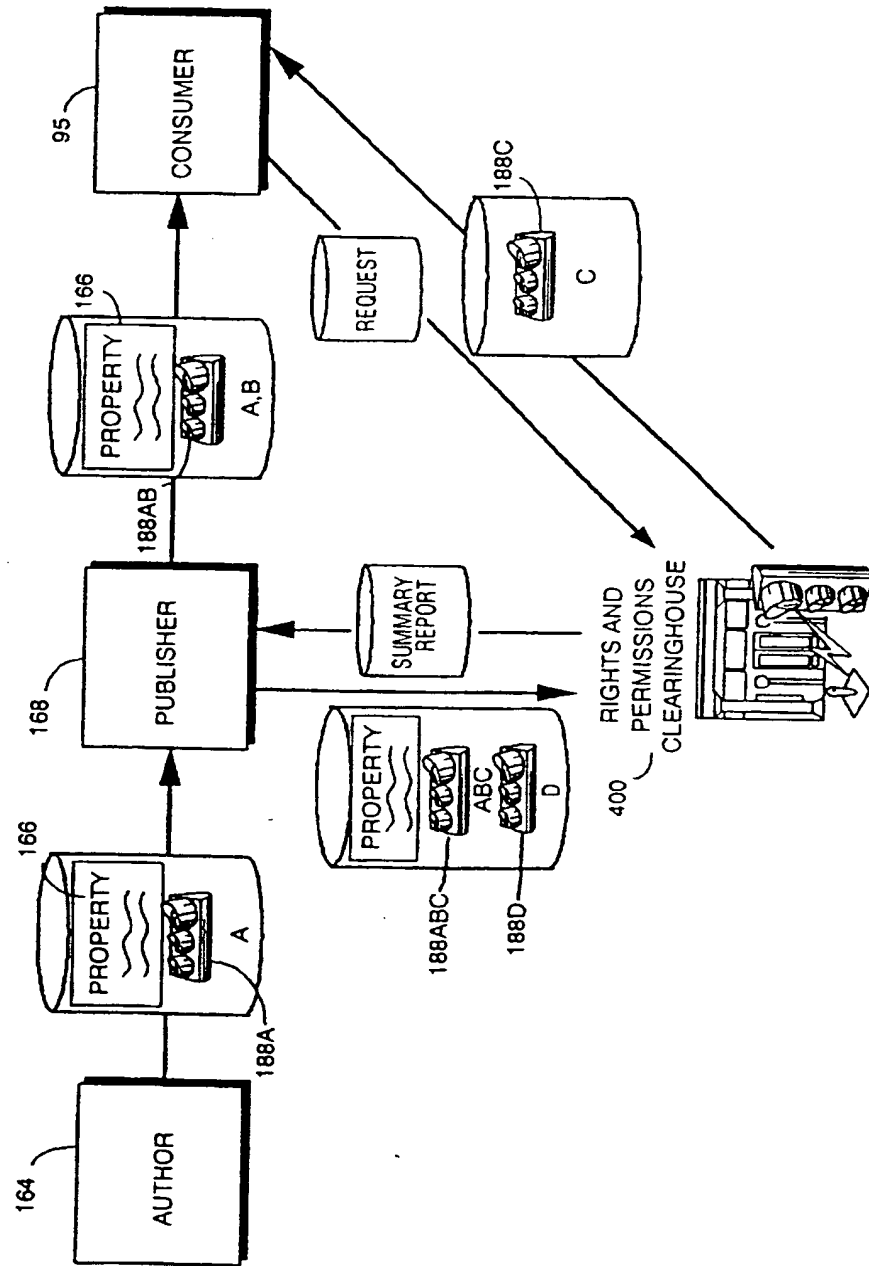 164
AUTHOR
166
PROPERTY
A
188A
168
PUBLISHER
188AB
166
PROPERTY
A,B
95
CONSUMER
PROPERTY
188ABC
ABC
188D
D
SUMMARY
REPORT
REQUEST
188C
C
400
RIGHTS AND
PERMISSIONS
CLEARINGHOUSE